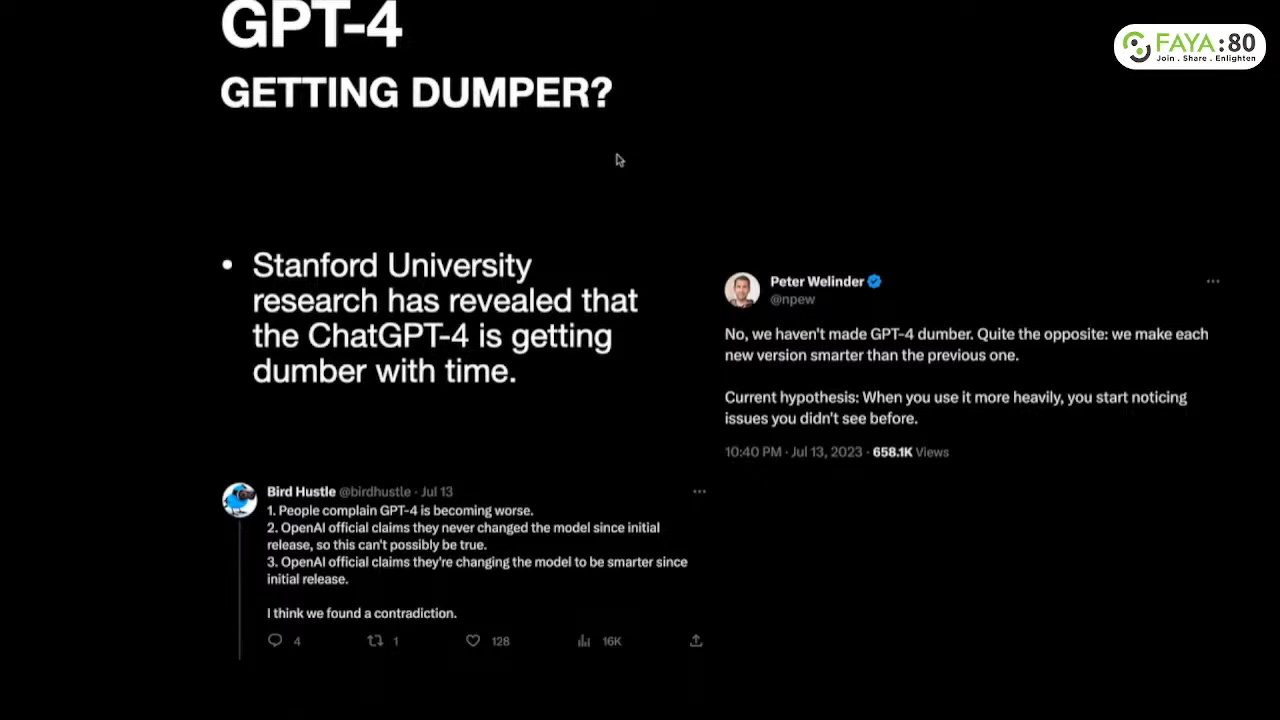 GPT-4
GETTING DUMPER?
FAYA:80
Join . Share . Enlighten
• Stanford University
research has revealed that
the ChatGPT-4 is getting
dumber with time.
Peter Welinder
@npew
No, we haven't made GPT-4 dumber. Quite the opposite: we make each
new version smarter than the previous one.
Current hypothesis: When you use it more heavily, you start noticing
issues you didn't see before.
10:40 PM · Jul 13, 2023 · 658.1K Views
Bird Hustle @birdhustle · Jul 13
1. People complain GPT-4 is becoming worse.
2. OpenAI official claims they never changed the model since initial
release, so this can't possibly be true.
3. OpenAI official claims they're changing the model to be smarter since
initial release.
I think we found a contradiction.
4 1 128 16K